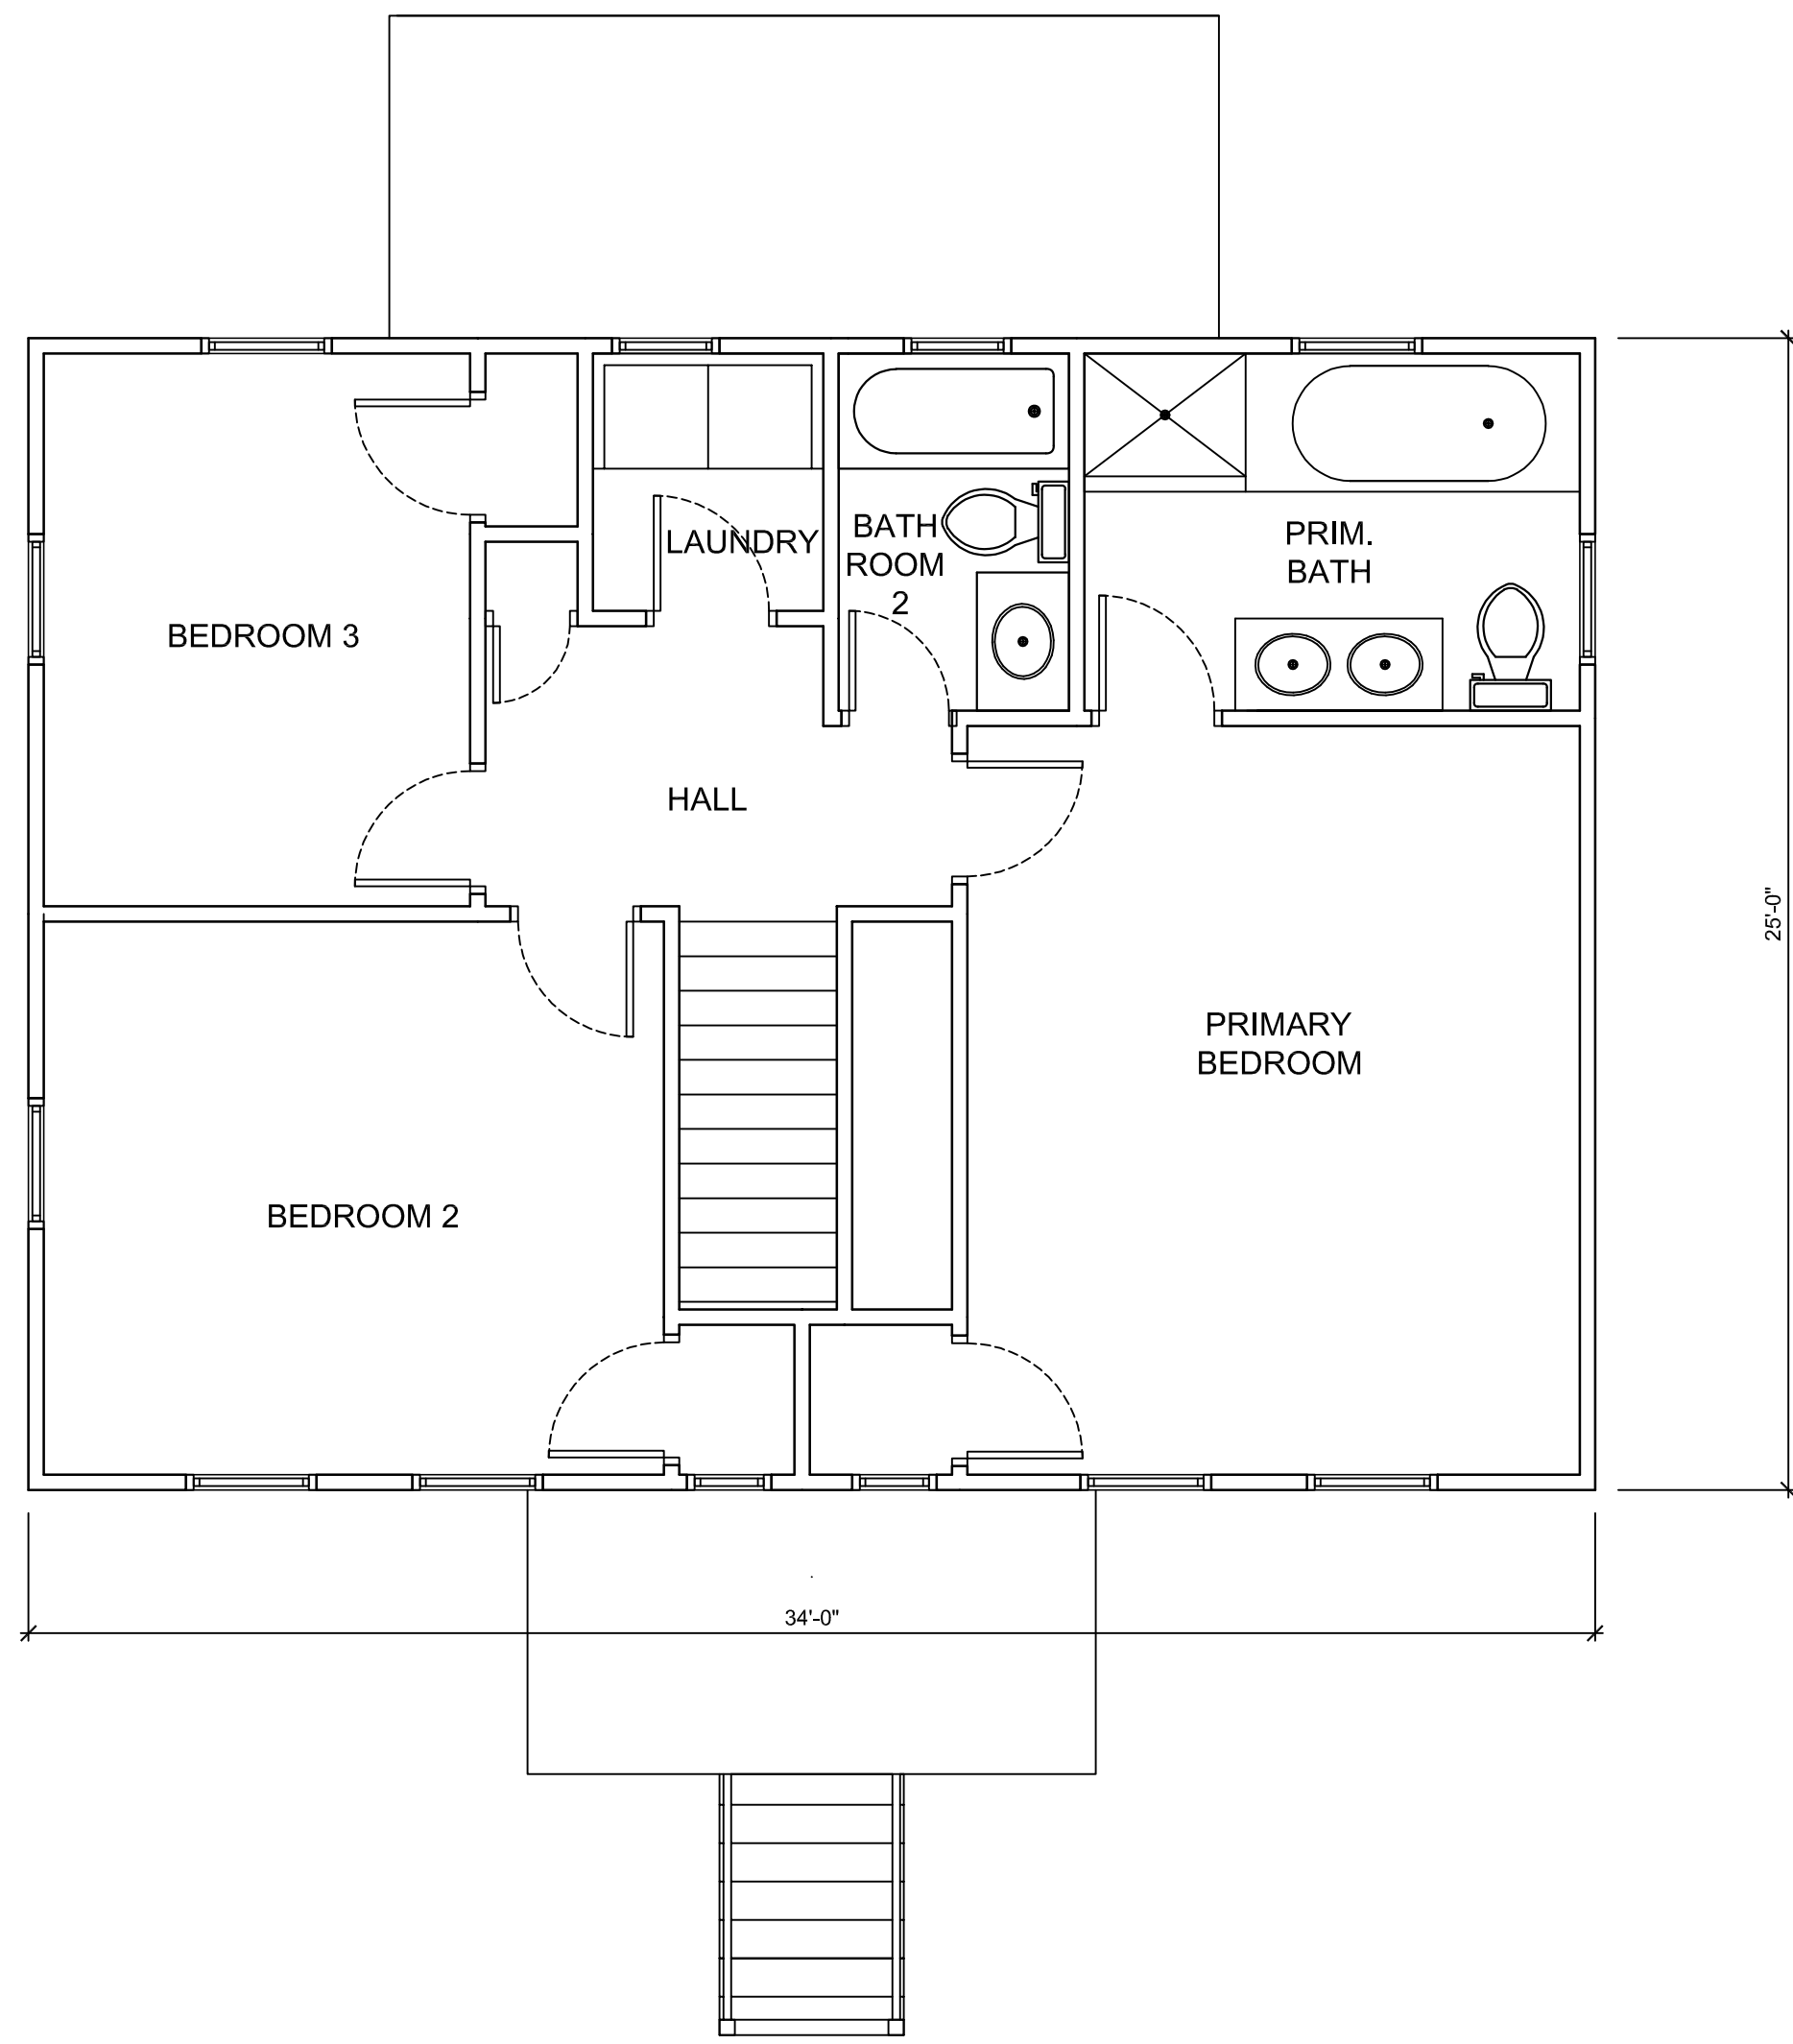 LAUNDRY
BATH
ROOM
2
PRIM.
BATH
BEDROOM 3
HALL
25'-0"
PRIMARY
BEDROOM
BEDROOM 2
34'-0"